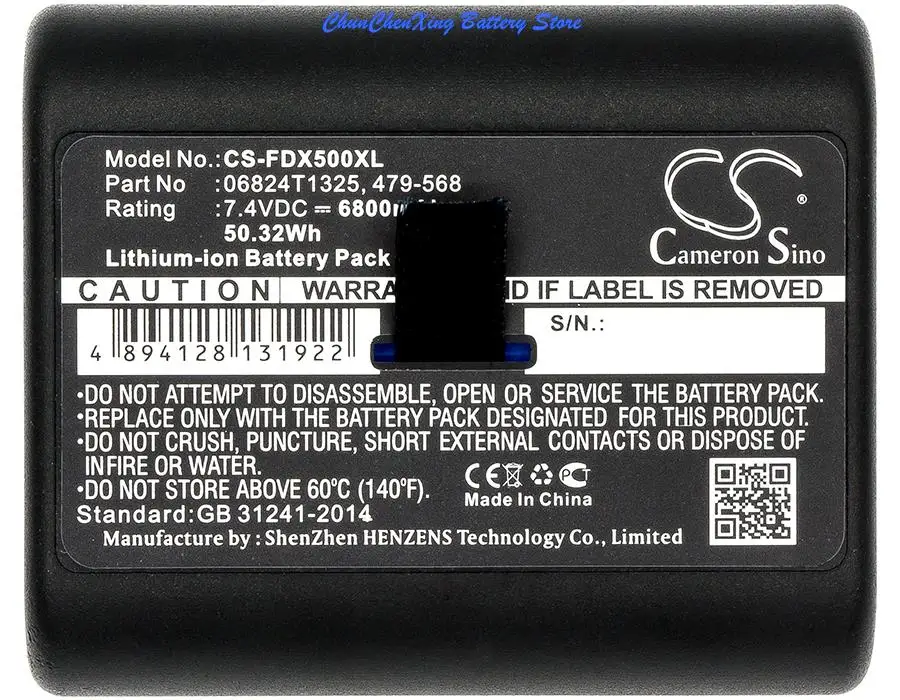 ChunChenXing Battery Store
Model No.:CS-FDX500XL
Part No :06824T1325, 479-568
Rating :7.4VDC ⎓ 6800
50.32Wh
Lithium-ion Battery Pack
Cameron Sino ®
CAUTION IF LABEL IS REMOVED
S/N.:
4 894128 131922
•DO NOT ATTEMPT TO DISASSEMBLE, OPEN OR SERVICE THE BATTERY PACK.
•REPLACE ONLY WITH THE BATTERY PACK DESIGNATED FOR THIS PRODUCT.
•DO NOT CRUSH, PUNCTURE, SHORT EXTERNAL CONTACTS OR DISPOSE OF
INFIRE OR WATER.
•DO NOT STORE ABOVE 60°C (140°F).
CE PCT
Made In China
Standard:GB 31241-2014
Manufacture by : ShenZhen HENZENS Technology Co., Limited